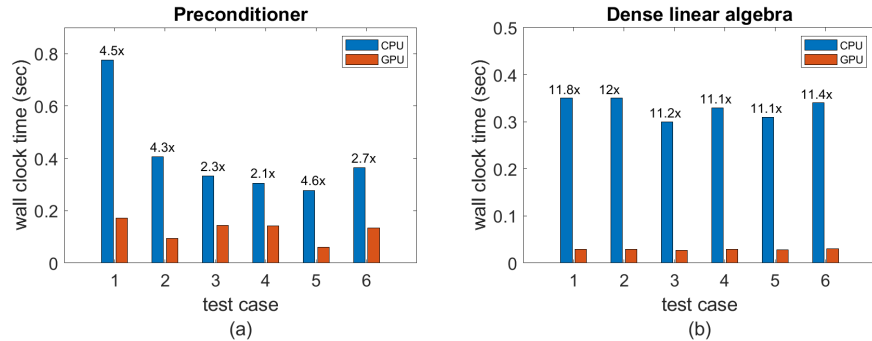 Preconditioner
CPU
GPU
4.5x
4.3x
2.3x
2.1x
4.6x
2.7x
0.8
0.6
0.4
0.2
0
wall clock time (sec)
1 2 3 4 5 6
test case
(a)
Dense linear algebra
CPU
GPU
11.8x
12x
11.2x
11.1x
11.1x
11.4x
0.5
0.4
0.3
0.2
0.1
0
wall clock time (sec)
1 2 3 4 5 6
test case
(b)